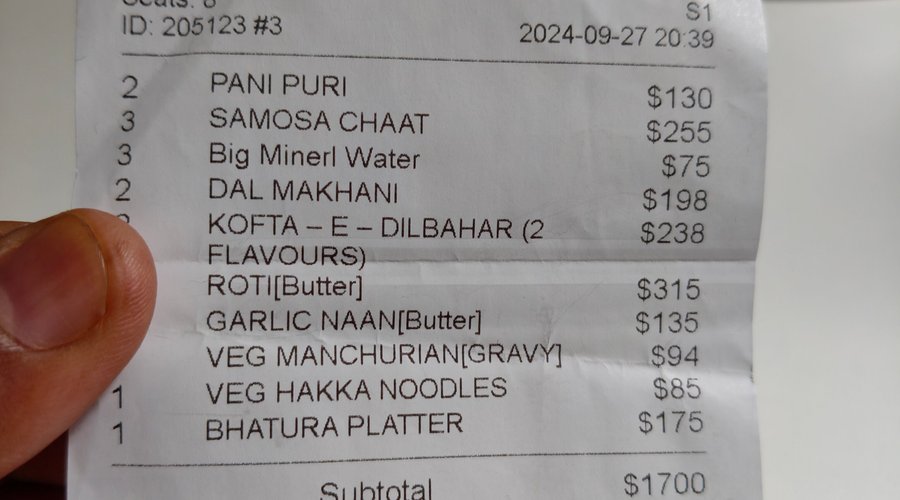 ID: 205123 #3 S1
2024-09-27 20:39
2 PANI PURI $130
3 SAMOSA CHAAT $255
3 Big Minerl Water $75
2 DAL MAKHANI $198
KOFTA – E – DILBAHAR (2 $238
FLAVOURS)
ROTI[Butter] $315
GARLIC NAAN[Butter] $135
VEG MANCHURIAN[GRAVY] $94
1 VEG HAKKA NOODLES $85
1 BHATURA PLATTER $175
Subtotal $1700